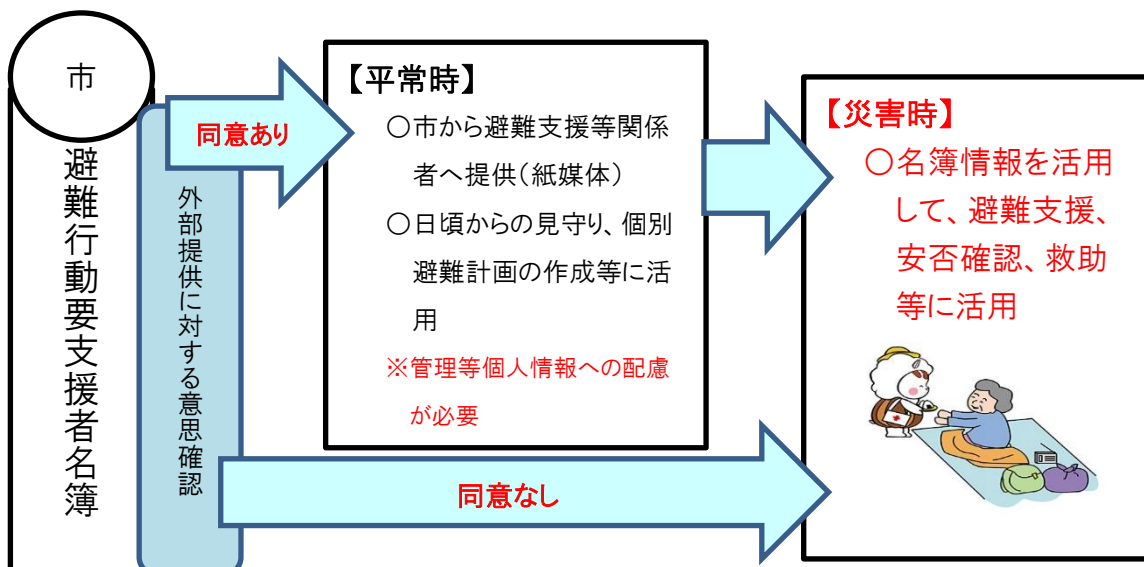 市
避難行動要支援者名簿
外部提供に対する意思確認
同意あり
【平常時】
○市から避難支援等関係
者へ提供（紙媒体）
○日頃からの見守り、個別
避難計画の作成等に活
用
※管理等個人情報への配慮
が必要
同意なし
【災害時】
○名簿情報を活用
して、避難支援、
安否確認、救助
等に活用